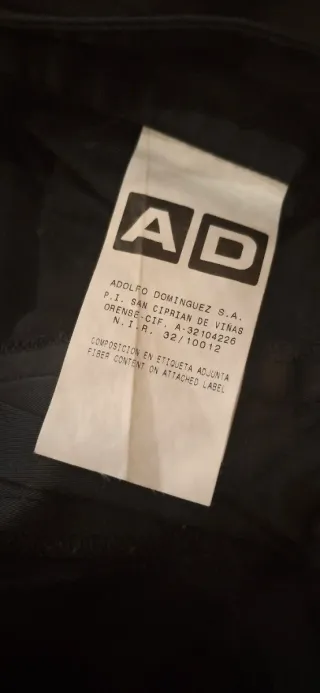 AD
ADOLFO DOMINGUEZ S.A.
P.I. SAN CIPRIAN DE VIÑAS
ORENSE-CIF. A-32104226
N.I.R. 32/10012
COMPOSICION EN ETIQUETA ADJUNTA
FIBER CONTENT ON ATTACHED LABEL